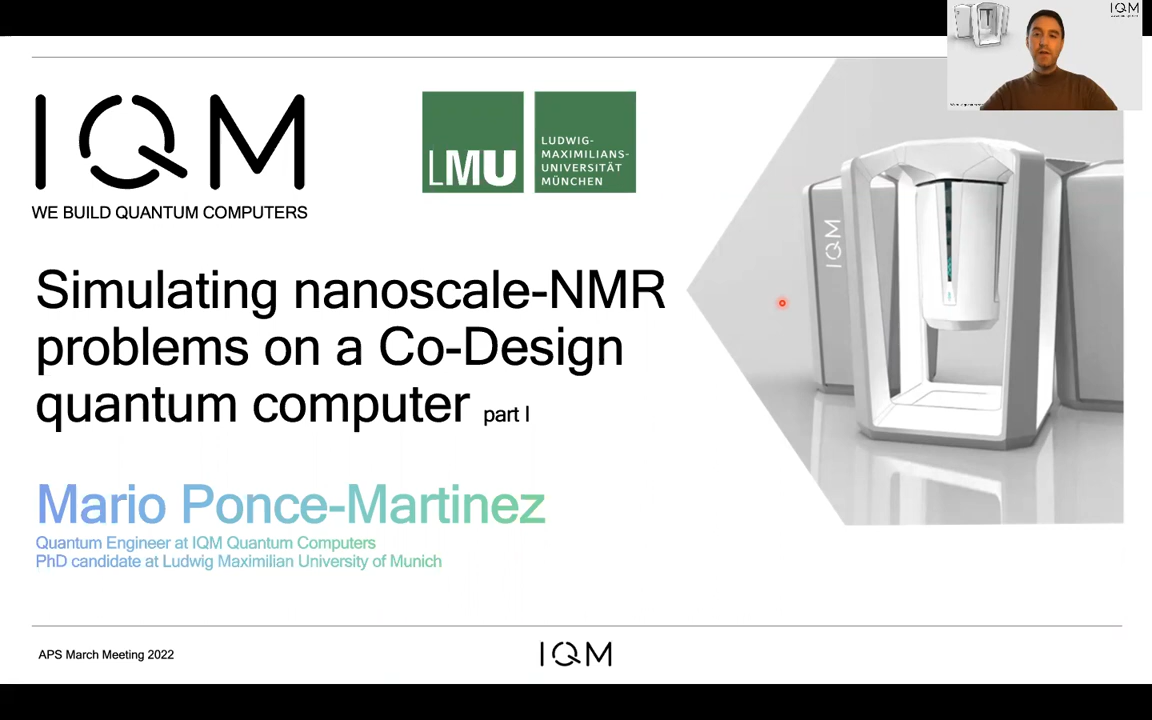 IQM
IQM
WE BUILD QUANTUM COMPUTERS
LMU
LUDWIG-
MAXIMILIANS-
UNIVERSITÄT
MÜNCHEN
IQM
Simulating nanoscale-NMR
problems on a Co-Design
quantum computer part I
Mario Ponce-Martinez
Quantum Engineer at IQM Quantum Computers
PhD candidate at Ludwig Maximilian University of Munich
APS March Meeting 2022
IQM